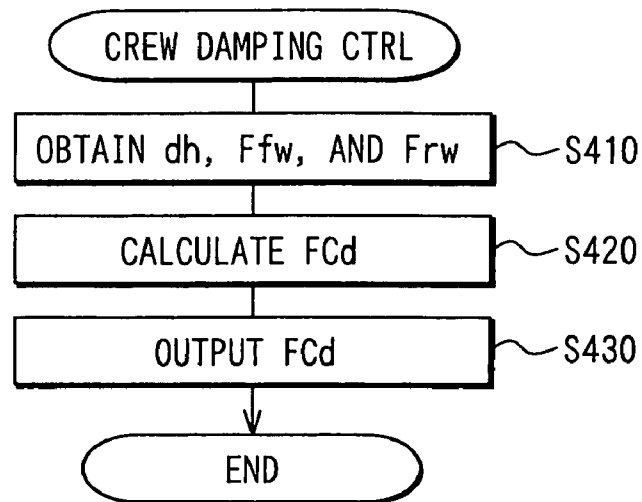 CREW DAMPING CTRL
OBTAIN dh, Ffw, AND Frw
S410
CALCULATE FCd
S420
OUTPUT FCd
S430
END